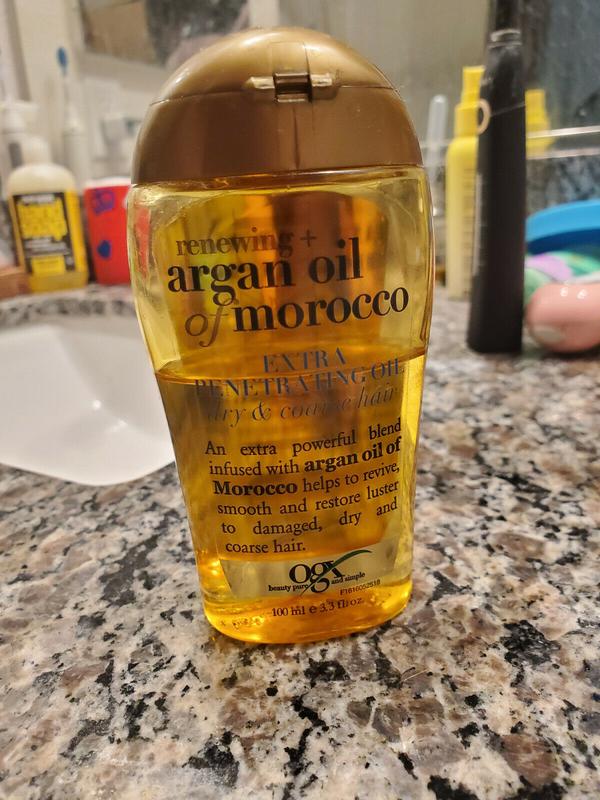 renewing +
argan oil
of morocco
EXTRA
PENETRATING OIL
dry & coarse hair
An extra powerful blend
infused with argan oil of
Morocco helps to revive,
smooth and restore luster
to damaged, dry and
coarse hair.
ogx
beauty pure and simple
F1616052518
100 ml e 3.3 fl oz.